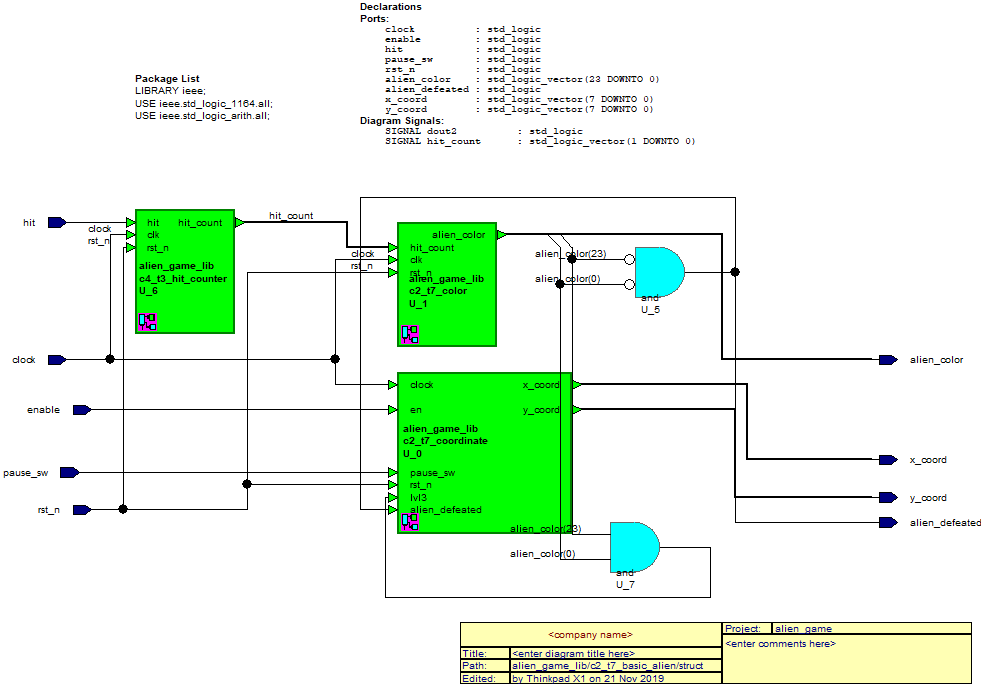 Declarations
Ports:
clock : std_logic
enable : std_logic
hit : std_logic
pause_sw : std_logic
rst_n : std_logic
alien_color : std_logic_vector(23 DOWNTO 0)
alien_defeated : std_logic
x_coord : std_logic_vector(7 DOWNTO 0)
y_coord : std_logic_vector(7 DOWNTO 0)
Diagram Signals:
SIGNAL dout2 : std_logic
SIGNAL hit_count : std_logic_vector(1 DOWNTO 0)
Package List
LIBRARY ieee;
USE ieee.std_logic_1164.all;
USE ieee.std_logic_arith.all;
hit
clock
rst_n
hit hit_count
clk
rst_n
alien_game_lib
c4_t3_hit_counter
U_6
hit_count
clock
rst_n
alien_color
hit_count
clk
rst_n
alien_game_lib
c2_t7_color
U_1
alien_color(23)
alien_color(0)
and
U_5
clock
enable
pause_sw
rst_n
clock x_coord
en y_coord
alien_game_lib
c2_t7_coordinate
U_0
pause_sw
rst_n
lvl3
alien_defeated
alien_color(23)
alien_color(0)
and
U_7
alien_color
x_coord
y_coord
alien_defeated
<company name>
Title: <enter diagram title here>
Path: alien_game_lib/c2_t7_basic_alien/struct
Edited: by Thinkpad X1 on 21 Nov 2019
Project: alien_game
<enter comments here>